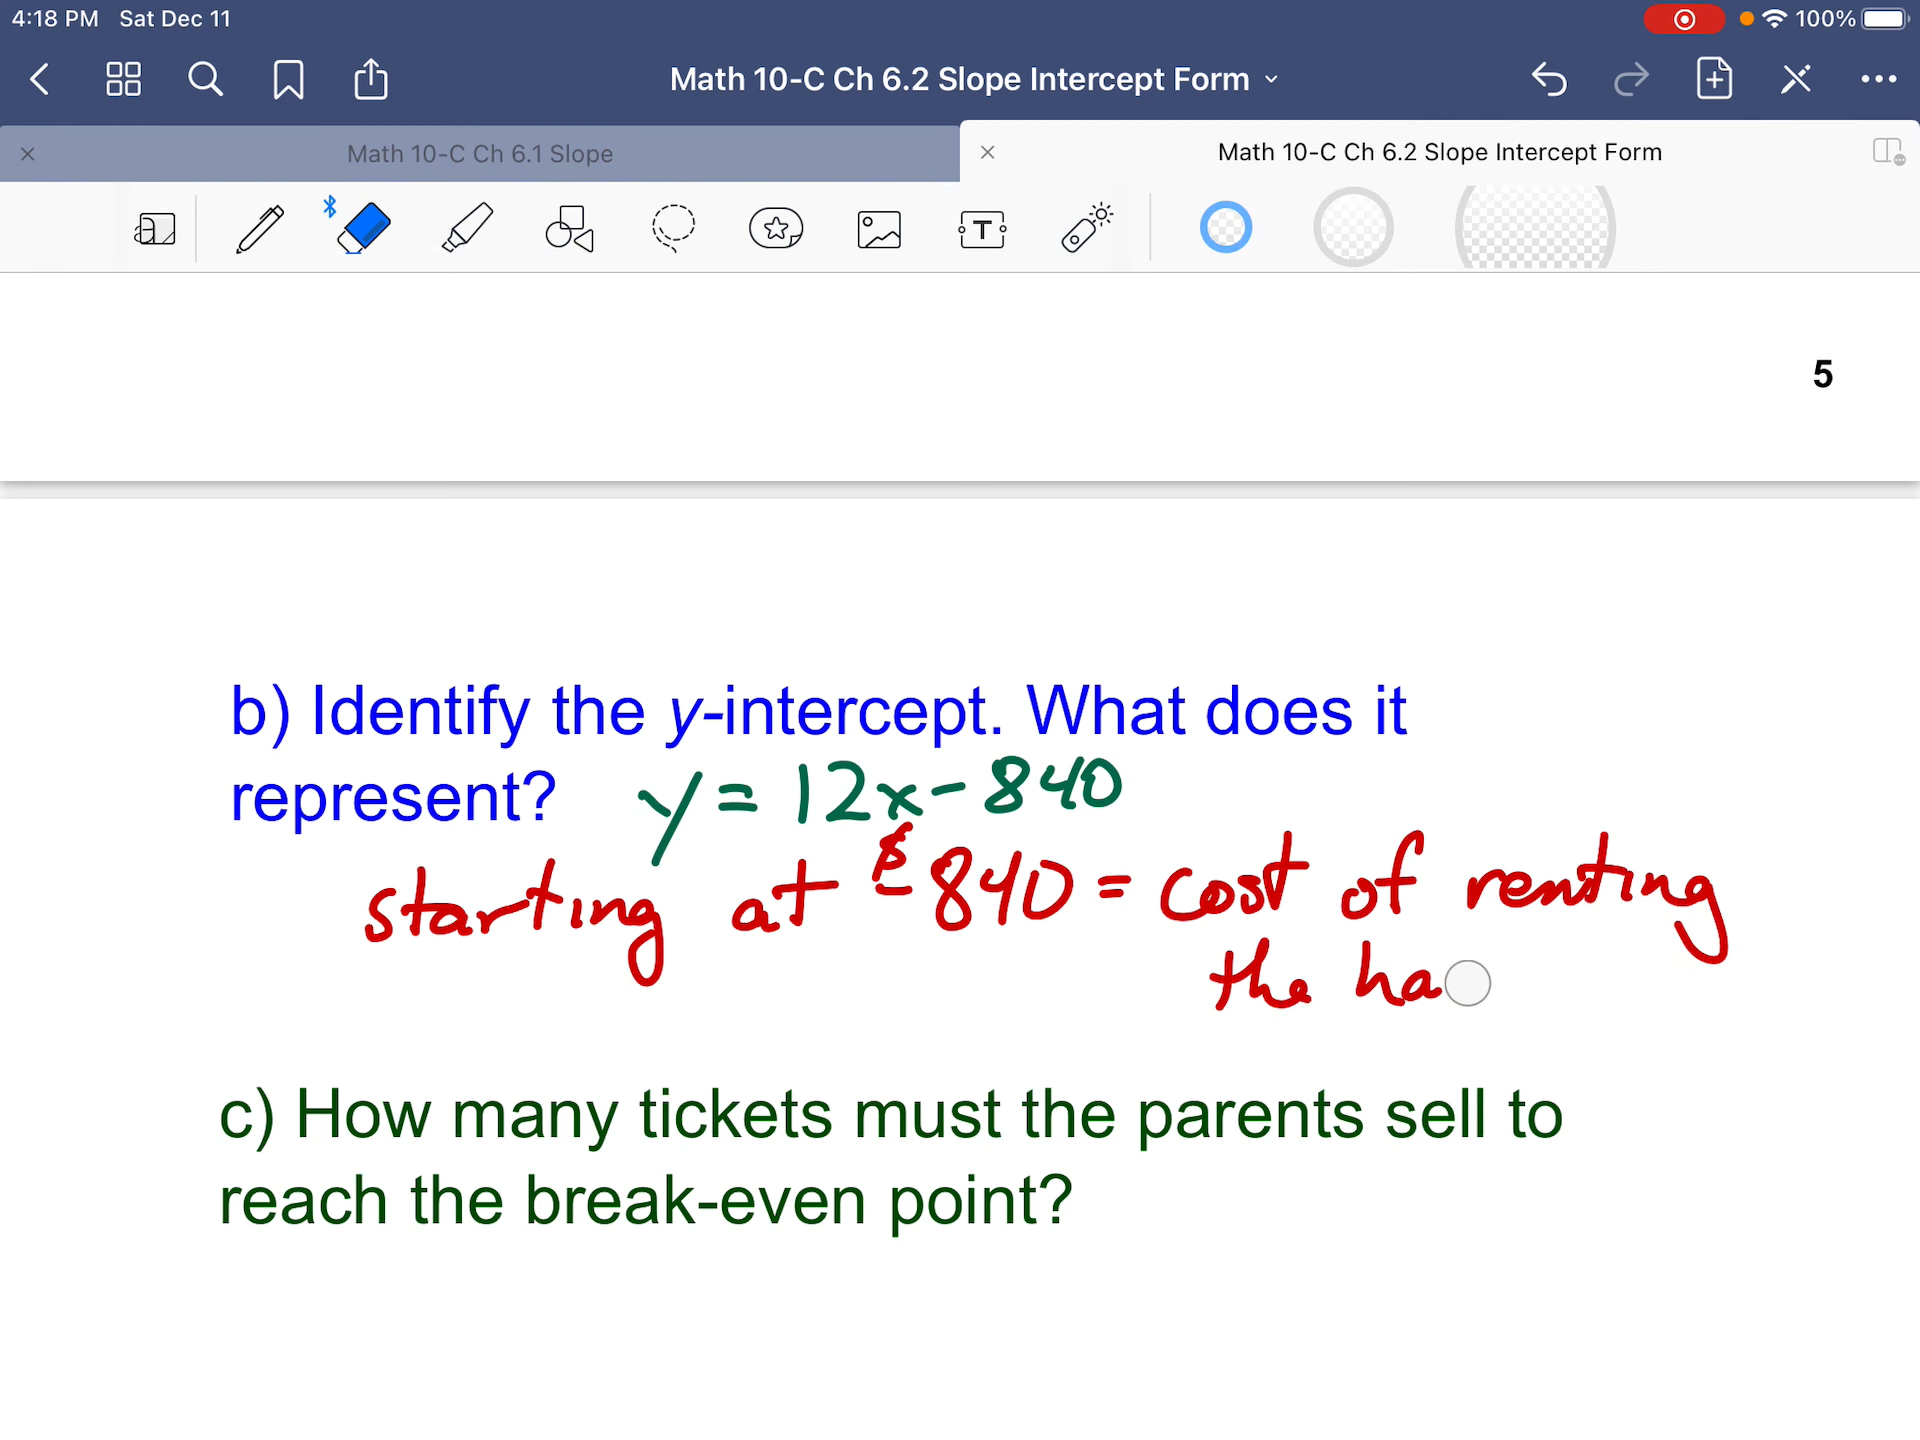 4:18 PM Sat Dec 11
100%
Math 10-C Ch 6.2 Slope Intercept Form
Math 10-C Ch 6.1 Slope
Math 10-C Ch 6.2 Slope Intercept Form
5
b) Identify the y-intercept. What does it
represent? y = 12x - 840
starting at $-840 = cost of renting
the ha
c) How many tickets must the parents sell to
reach the break-even point?